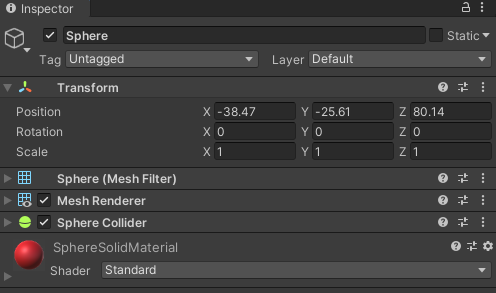 Inspector
Sphere Static
Tag Untagged Layer Default
Transform
Position X -38.47 Y -25.61 Z 80.14
Rotation X 0 Y 0 Z 0
Scale X 1 Y 1 Z 1
Sphere (Mesh Filter)
Mesh Renderer
Sphere Collider
SphereSolidMaterial
Shader Standard